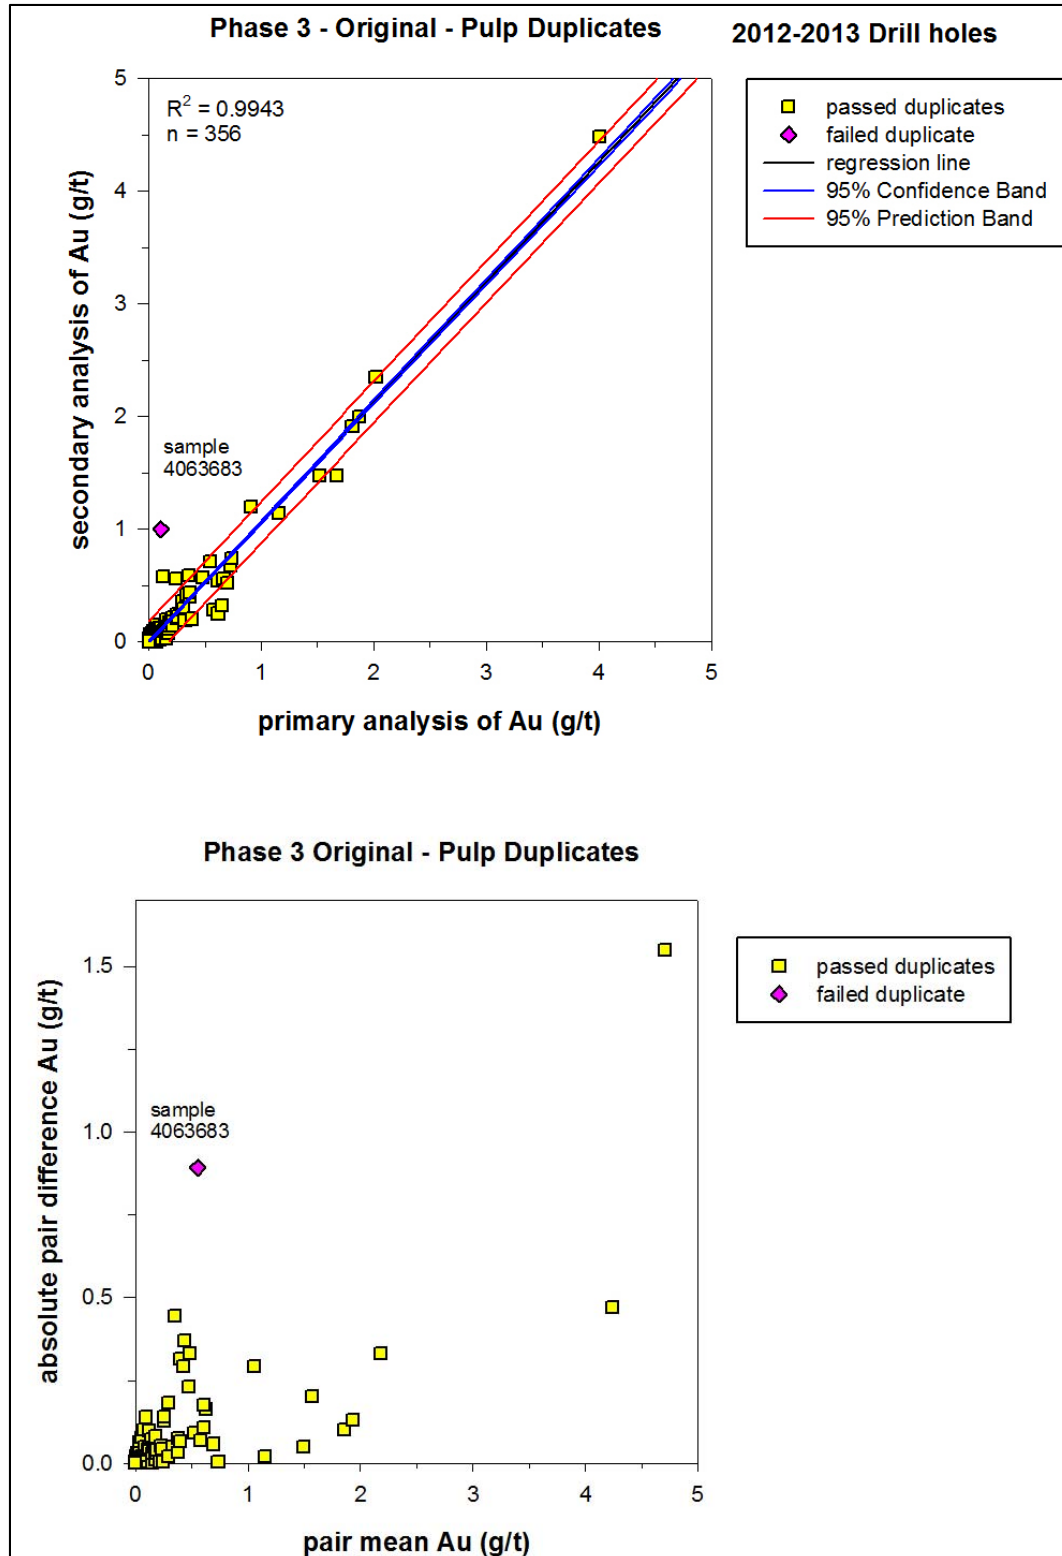 Phase 3 - Original - Pulp Duplicates
2012-2013 Drill holes
R² = 0.9943
n = 356
passed duplicates
failed duplicate
regression line
95% Confidence Band
95% Prediction Band
sample
4063683
secondary analysis of Au (g/t)
5
4
3
2
1
0
0 1 2 3 4 5
primary analysis of Au (g/t)
Phase 3 Original - Pulp Duplicates
passed duplicates
failed duplicate
sample
4063683
absolute pair difference Au (g/t)
1.5
1.0
0.5
0.0
0 1 2 3 4 5
pair mean Au (g/t)